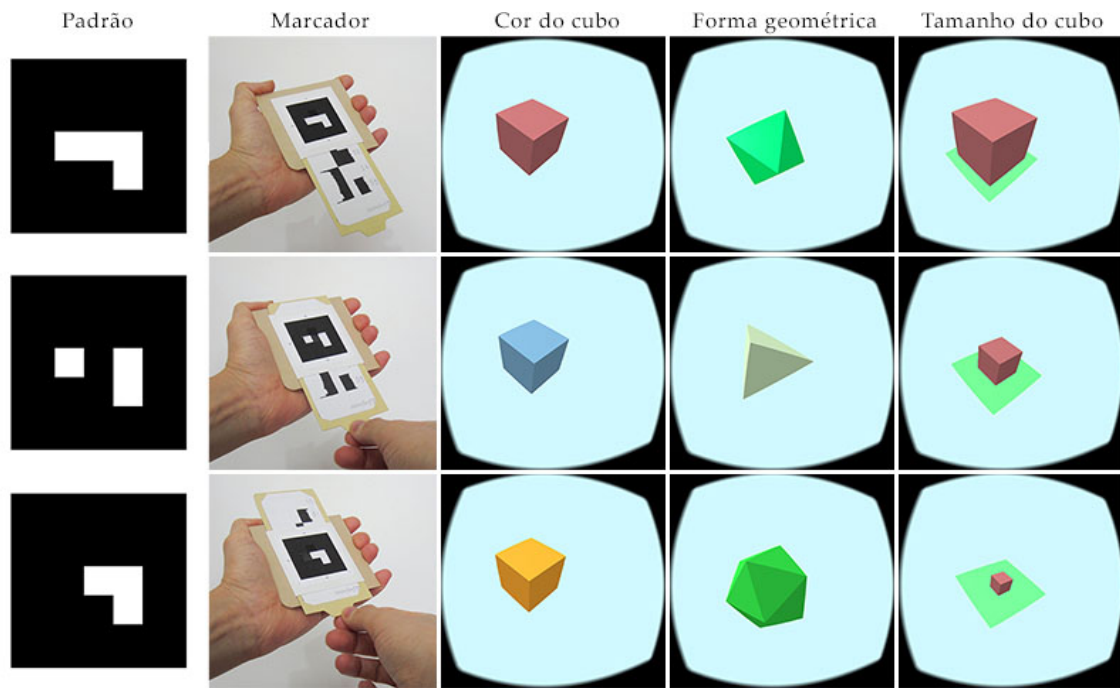 Padrão
Marcador
Cor do cubo
Forma geométrica
Tamanho do cubo